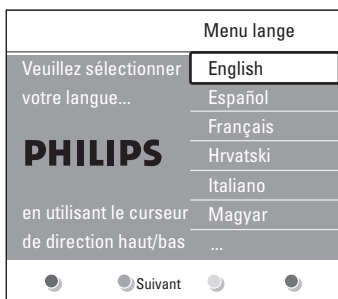 Menu lange
Veuillez sélectionner
votre langue...
PHILIPS
en utilisant le curseur
de direction haut/bas
English
Español
Français
Hrvatski
Italiano
Magyar
...
Suivant